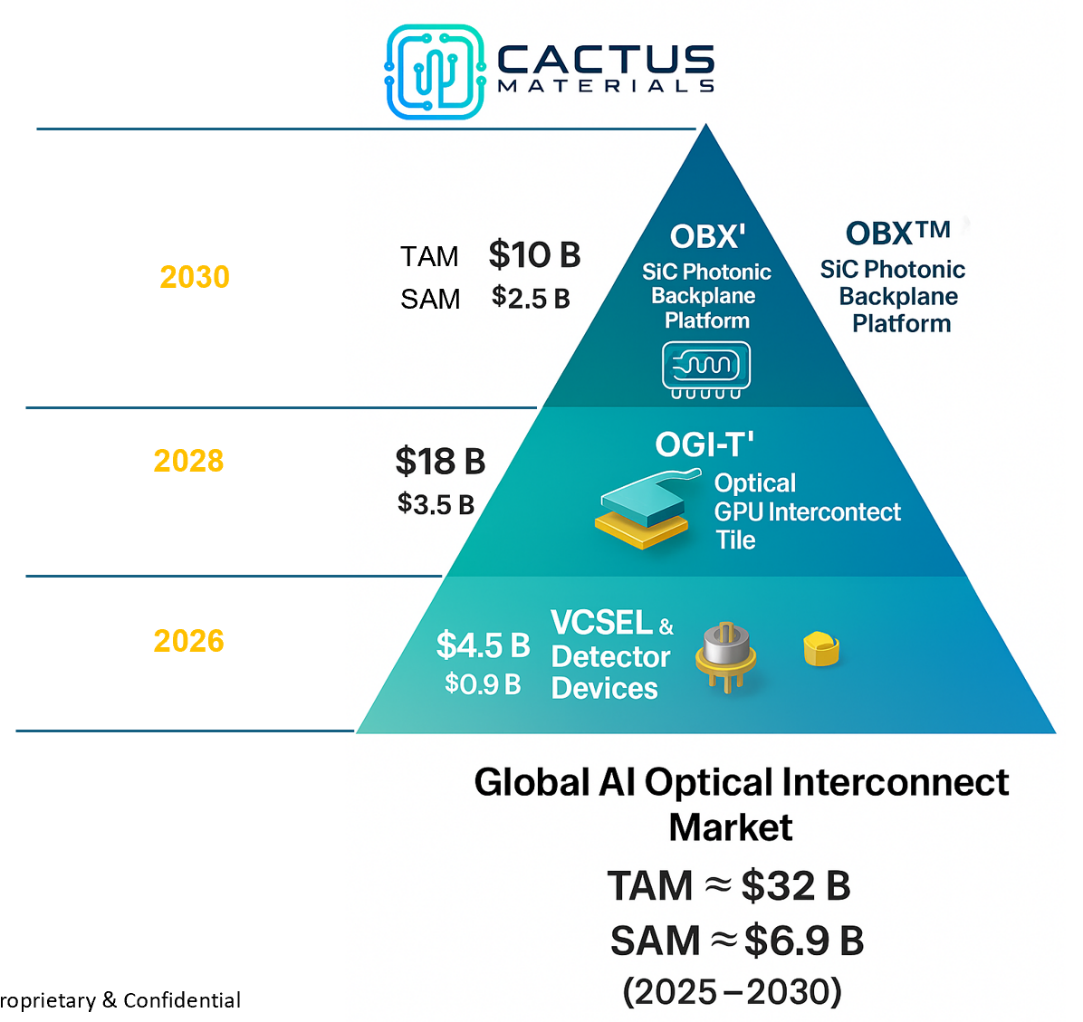 CACTUS
MATERIALS
2030
TAM $10 B
SAM $2.5 B
OBX'
SiC Photonic
Backplane
Platform
OBX™
SiC Photonic
Backplane
Platform
2028
$18 B
$3.5 B
OGI-T'
Optical
GPU Intercontect
Tile
2026
$4.5 B
$0.9 B
VCSEL &
Detector
Devices
Global AI Optical Interconnect
Market
TAM ≈ $32 B
SAM ≈ $6.9 B
(2025–2030)
roprietary & Confidential